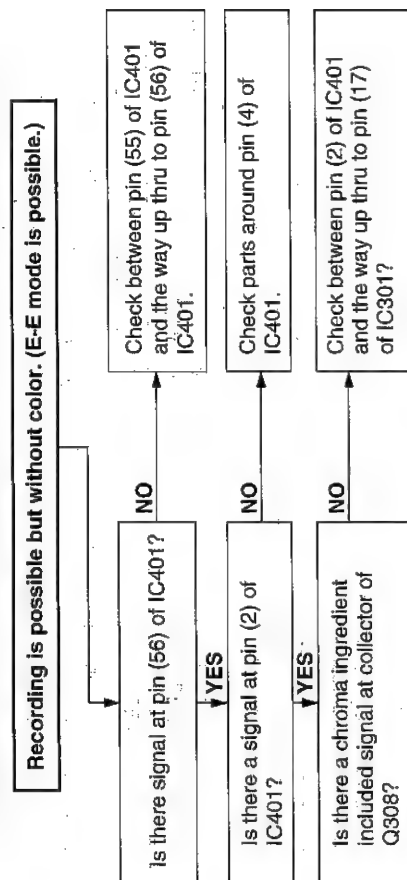 Recording is possible but without color. (E-E mode is possible.)
Is there signal at pin (56) of IC401?
NO
Check between pin (55) of IC401
and the way up thru to pin (56) of
IC401.
YES
Is there a signal at pin (2) of
IC401?
NO
Check parts around pin (4) of
IC401.
YES
Is there a chroma ingredient
included signal at collector of
Q308?
NO
Check between pin (2) of IC401
and the way up thru to pin (17)
of IC301?